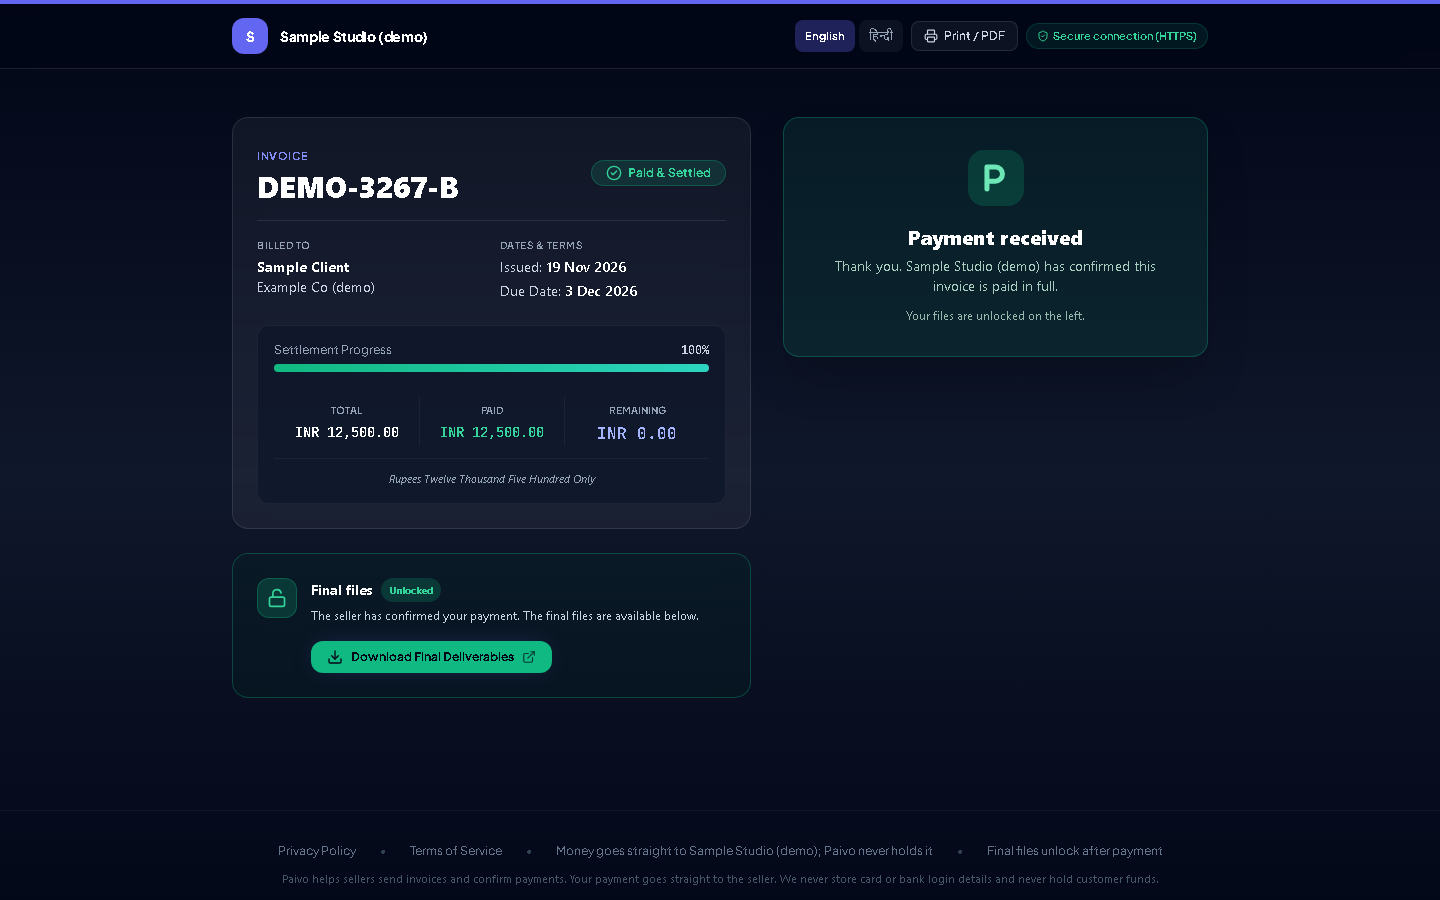 S
Sample Studio (demo)
English
हिन्दी
Print / PDF
Secure connection (HTTPS)
INVOICE
DEMO-3267-B
Paid & Settled
BILLED TO
Sample Client
Example Co (demo)
DATES & TERMS
Issued: 19 Nov 2026
Due Date: 3 Dec 2026
Settlement Progress
100%
TOTAL
INR 12,500.00
PAID
INR 12,500.00
REMAINING
INR 0.00
Rupees Twelve Thousand Five Hundred Only
Final files
Unlocked
The seller has confirmed your payment. The final files are available below.
Download Final Deliverables
P
Payment received
Thank you. Sample Studio (demo) has confirmed this
invoice is paid in full.
Your files are unlocked on the left.
Privacy Policy • Terms of Service • Money goes straight to Sample Studio (demo); Paivo never holds it • Final files unlock after payment
Paivo helps sellers send invoices and confirm payments. Your payment goes straight to the seller. We never store card or bank login details and never hold customer funds.